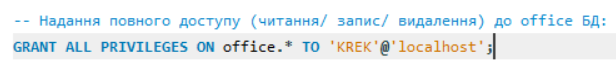 -- Надання повного доступу (читання/ запис/ видалення) до office БД:
GRANT ALL PRIVILEGES ON office.* TO 'KREK'@'localhost';